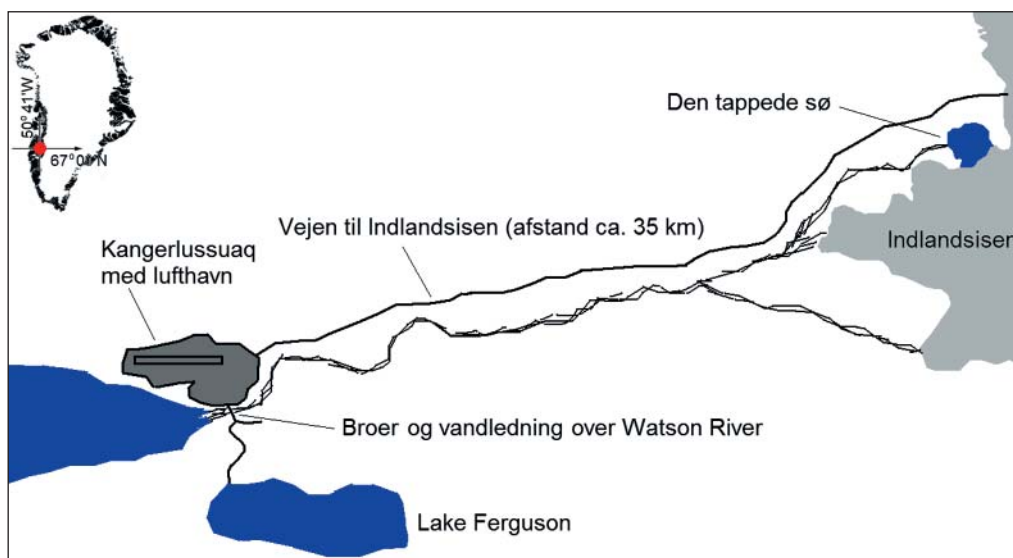 50° 41'W
67° 00'N
Den tappede sø
Vejen til Indlandsisen (afstand ca. 35 km)
Indlandsisen
Kangerlussuaq
med lufthavn
Broer og vandledning over Watson River
Lake Ferguson